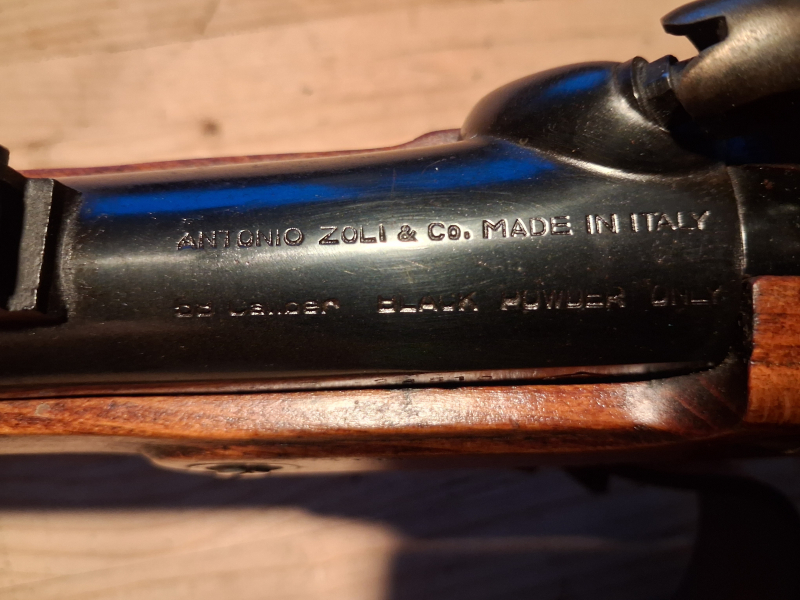 ANTONIO ZOLI & Co. MADE IN ITALY
BLACK POWDER ONLY